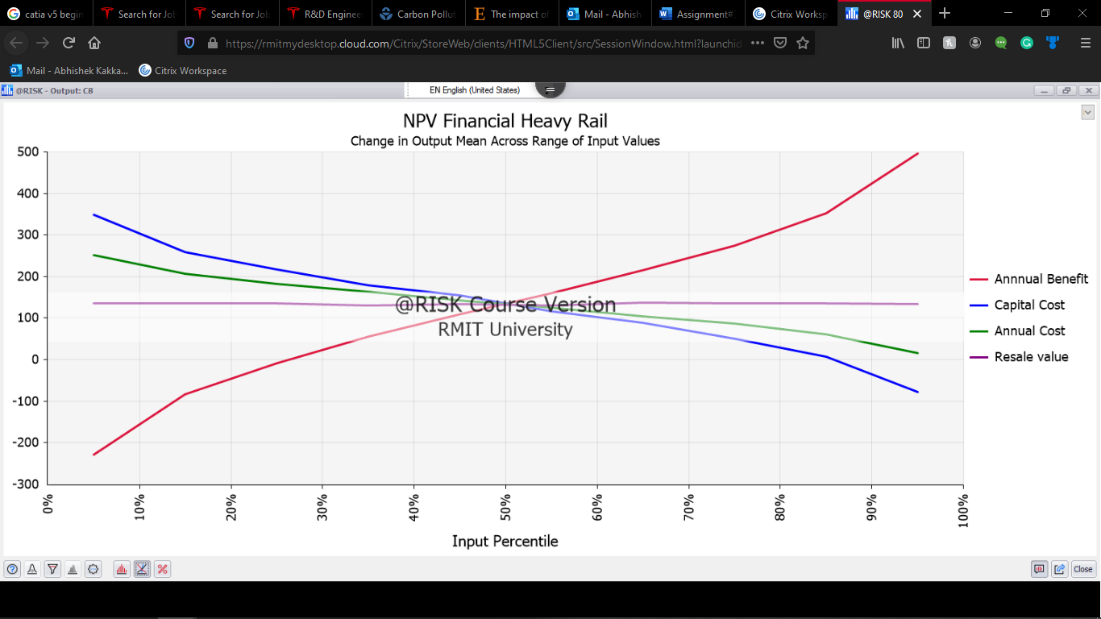 catia v5 begin
Search for Jo
Search for Jo
R&D Enginee
Carbon Pollut
The impact of
Mail - Abhish
Assignment#
Citrix Worksp
@RISK 80
https://rmitmydesktop.cloud.com/Citrix/StoreWeb/clients/HTML5Client/src/SessionWindow.html?launchid
Mail - Abhishek Kakka...
Citrix Workspace
@RISK - Output: C8
EN English (United States)
NPV Financial Heavy Rail
Change in Output Mean Across Range of Input Values
500
400
300
200
100
0
-100
-200
-300
@RISK Course Version
RMIT University
Annnual Benefit
Capital Cost
Annual Cost
Resale value
0%
10%
20%
30%
40%
50%
60%
70%
80%
90%
100%
Input Percentile
Close